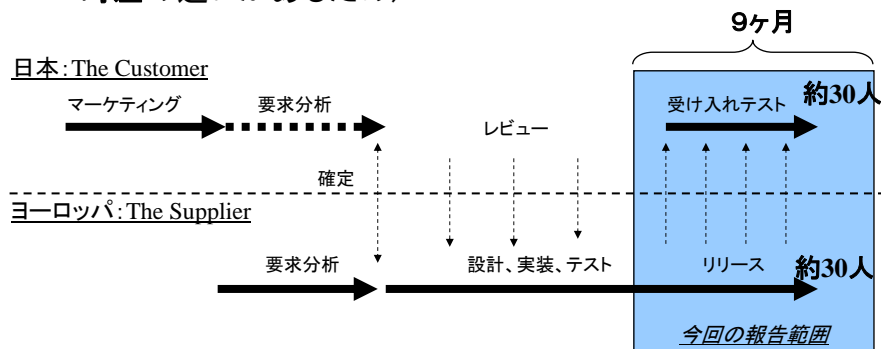 9ヶ月
日本:The Customer
マーケティング
要求分析
レビュー
受け入れテスト
約30人
確定
ヨーロッパ:The Supplier
要求分析
設計、実装、テスト
リリース
約30人
今回の報告範囲